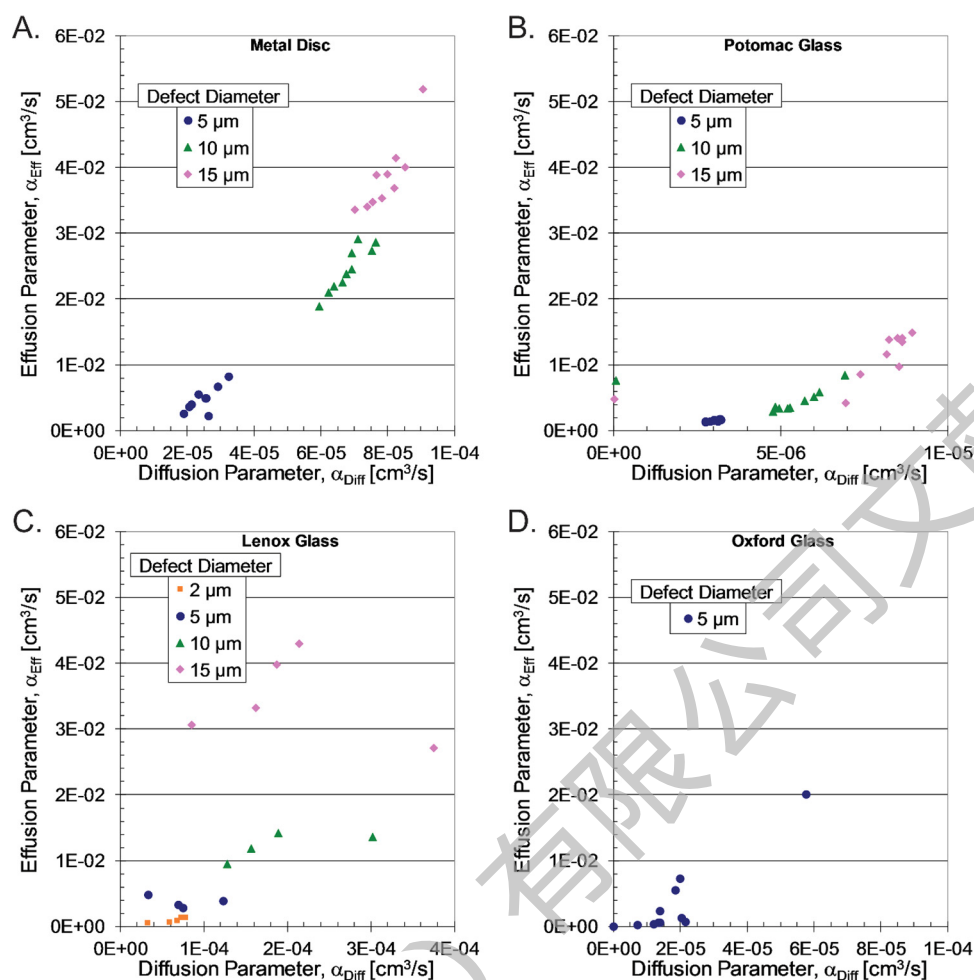 A.
Metal Disc
6E-02
5E-02
4E-02
3E-02
2E-02
1E-02
0E+00
Effusion Parameter, αEff [cm³/s]
Defect Diameter
5 µm
10 µm
15 µm
0E+00 2E-05 4E-05 6E-05 8E-05 1E-04
Diffusion Parameter, αDiff [cm³/s]
B.
Potomac Glass
6E-02
5E-02
4E-02
3E-02
2E-02
1E-02
0E+00
Effusion Parameter, αEff [cm³/s]
Defect Diameter
5 µm
10 µm
15 µm
0E+00 5E-06 1E-05
Diffusion Parameter, αDiff [cm³/s]
C.
Lenox Glass
6E-02
5E-02
4E-02
3E-02
2E-02
1E-02
0E+00
Effusion Parameter, αEff [cm³/s]
Defect Diameter
2 µm
5 µm
10 µm
15 µm
0E+00 1E-04 2E-04 3E-04 4E-04
Diffusion Parameter, αDiff [cm³/s]
D.
Oxford Glass
6E-02
5E-02
4E-02
3E-02
2E-02
1E-02
0E+00
Effusion Parameter, αEff [cm³/s]
Defect Diameter
5 µm
0E+00 2E-05 4E-05 6E-05 8E-05 1E-04
Diffusion Parameter, αDiff [cm³/s]
）有限公司文献